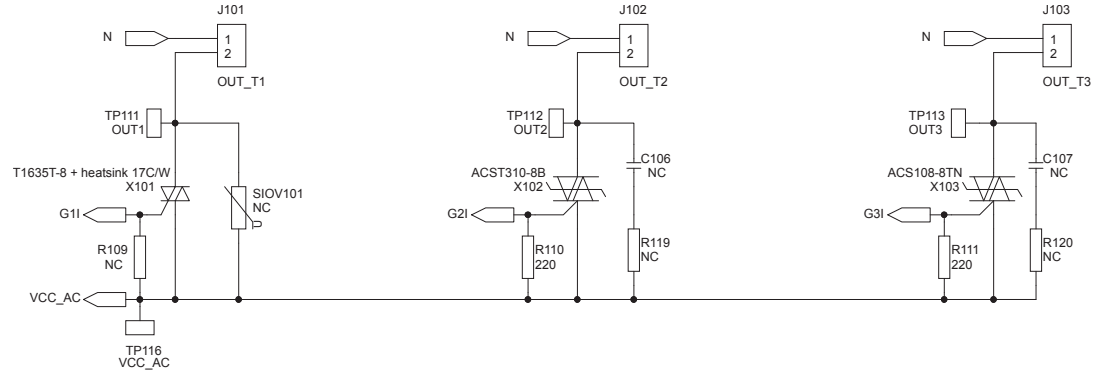 J101
N
1
2
OUT_T1
TP111
OUT1
T1635T-8 + heatsink 17C/W
X101
SIOV101
NC
U
G1I
R109
NC
VCC_AC
TP116
VCC_AC
J102
N
1
2
OUT_T2
TP112
OUT2
C106
NC
ACST310-8B
X102
G2I
R110
220
R119
NC
J103
N
1
2
OUT_T3
TP113
OUT3
C107
NC
ACS108-8TN
X103
G3I
R111
220
R120
NC